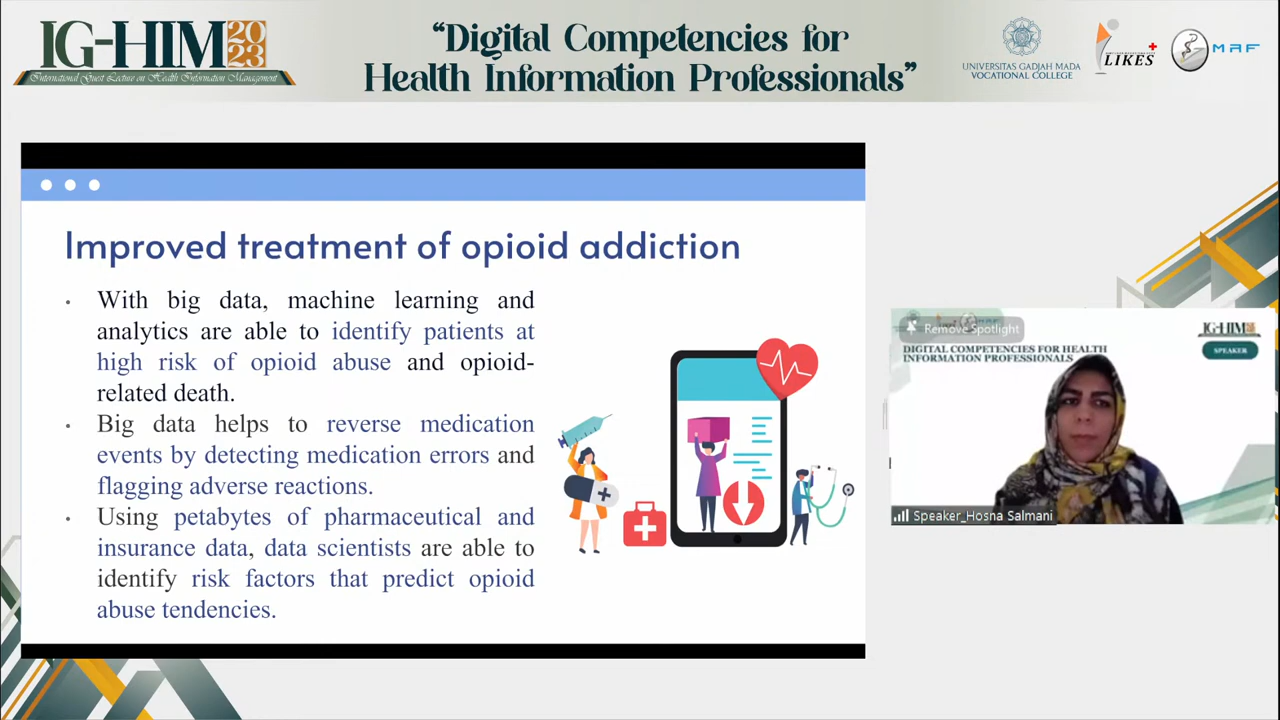 IG-HIM 2023
International Guest Lecture on Health Information Management
“Digital Competencies for
Health Information Professionals”
UNIVERSITAS GADJAH MADA
VOCATIONAL COLLEGE
LIKES
MAF
Improved treatment of opioid addiction
• With big data, machine learning and
analytics are able to identify patients at
high risk of opioid abuse and opioid-
related death.
• Big data helps to reverse medication
events by detecting medication errors and
flagging adverse reactions.
• Using petabytes of pharmaceutical and
insurance data, data scientists are able to
identify risk factors that predict opioid
abuse tendencies.
Remove Spotlight
IG-HIM
SPEAKER
DIGITAL COMPETENCIES FOR HEALTH
INFORMATION PROFESSIONALS
Speaker_Hosna Salmani